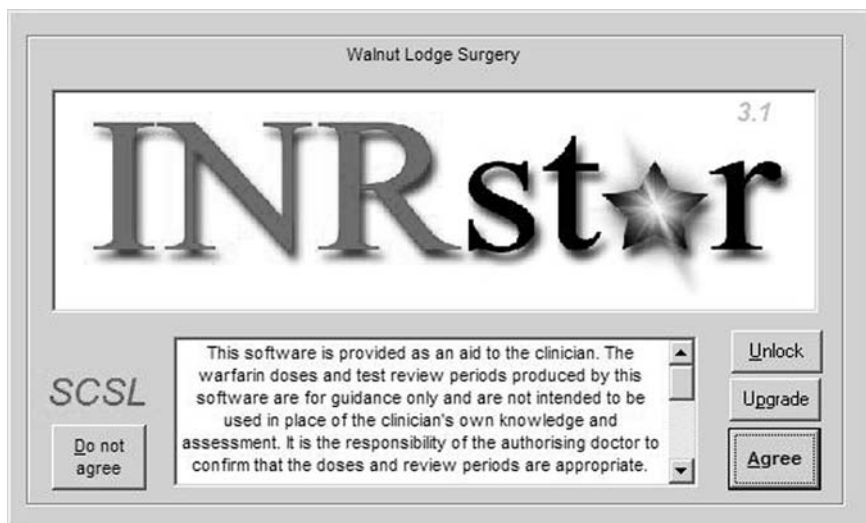 Walnut Lodge Surgery
3.1
INRst★r
SCSL
This software is provided as an aid to the clinician. The
warfarin doses and test review periods produced by this
software are for guidance only and are not intended to be
used in place of the clinician's own knowledge and
assessment. It is the responsibility of the authorising doctor to
confirm that the doses and review periods are appropriate.
Do not
agree
Unlock
Upgrade
Agree